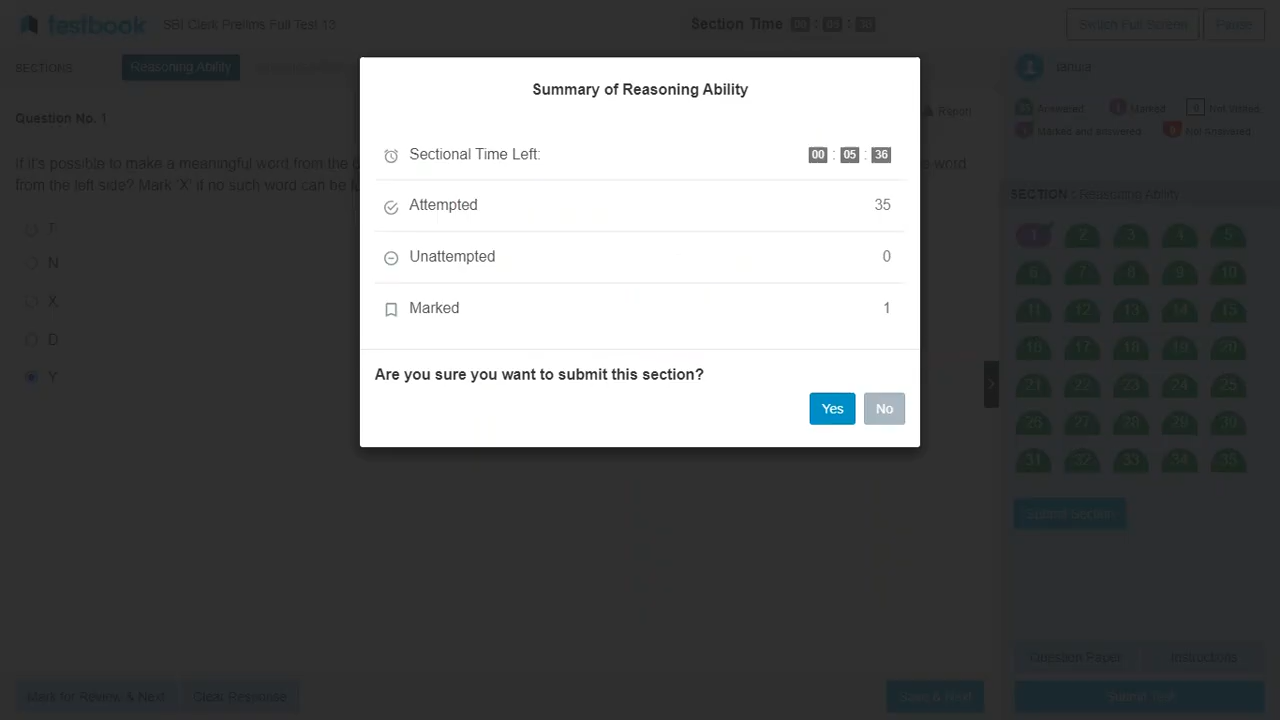 testbook SBI Clerk Prelims Full Test 13 Section Time Switch Full Screen Pause
SECTIONS Reasoning Ability
Summary of Reasoning Ability
Question No. 1 Report
Answered Marked Not Visited
Marked and answered Not Answered
Sectional Time Left: 00 : 05 : 36
If it's possible to make a meaningful word from the word
from the left side? Mark 'X' if no such word can be
Attempted 35
SECTION : Reasoning Ability
Unattempted 0
Marked 1
N
X
D
Y
1 2 3 4 5
6 7 8 9 10
11 12 13 14 15
16 17 18 19 20
21 22 23 24 25
26 27 28 29 30
31 32 33 34 35
Are you sure you want to submit this section?
Yes No
Submit Section
Question Paper Instructions
Mark for Review & Next Clear Response Save & Next Submit Test